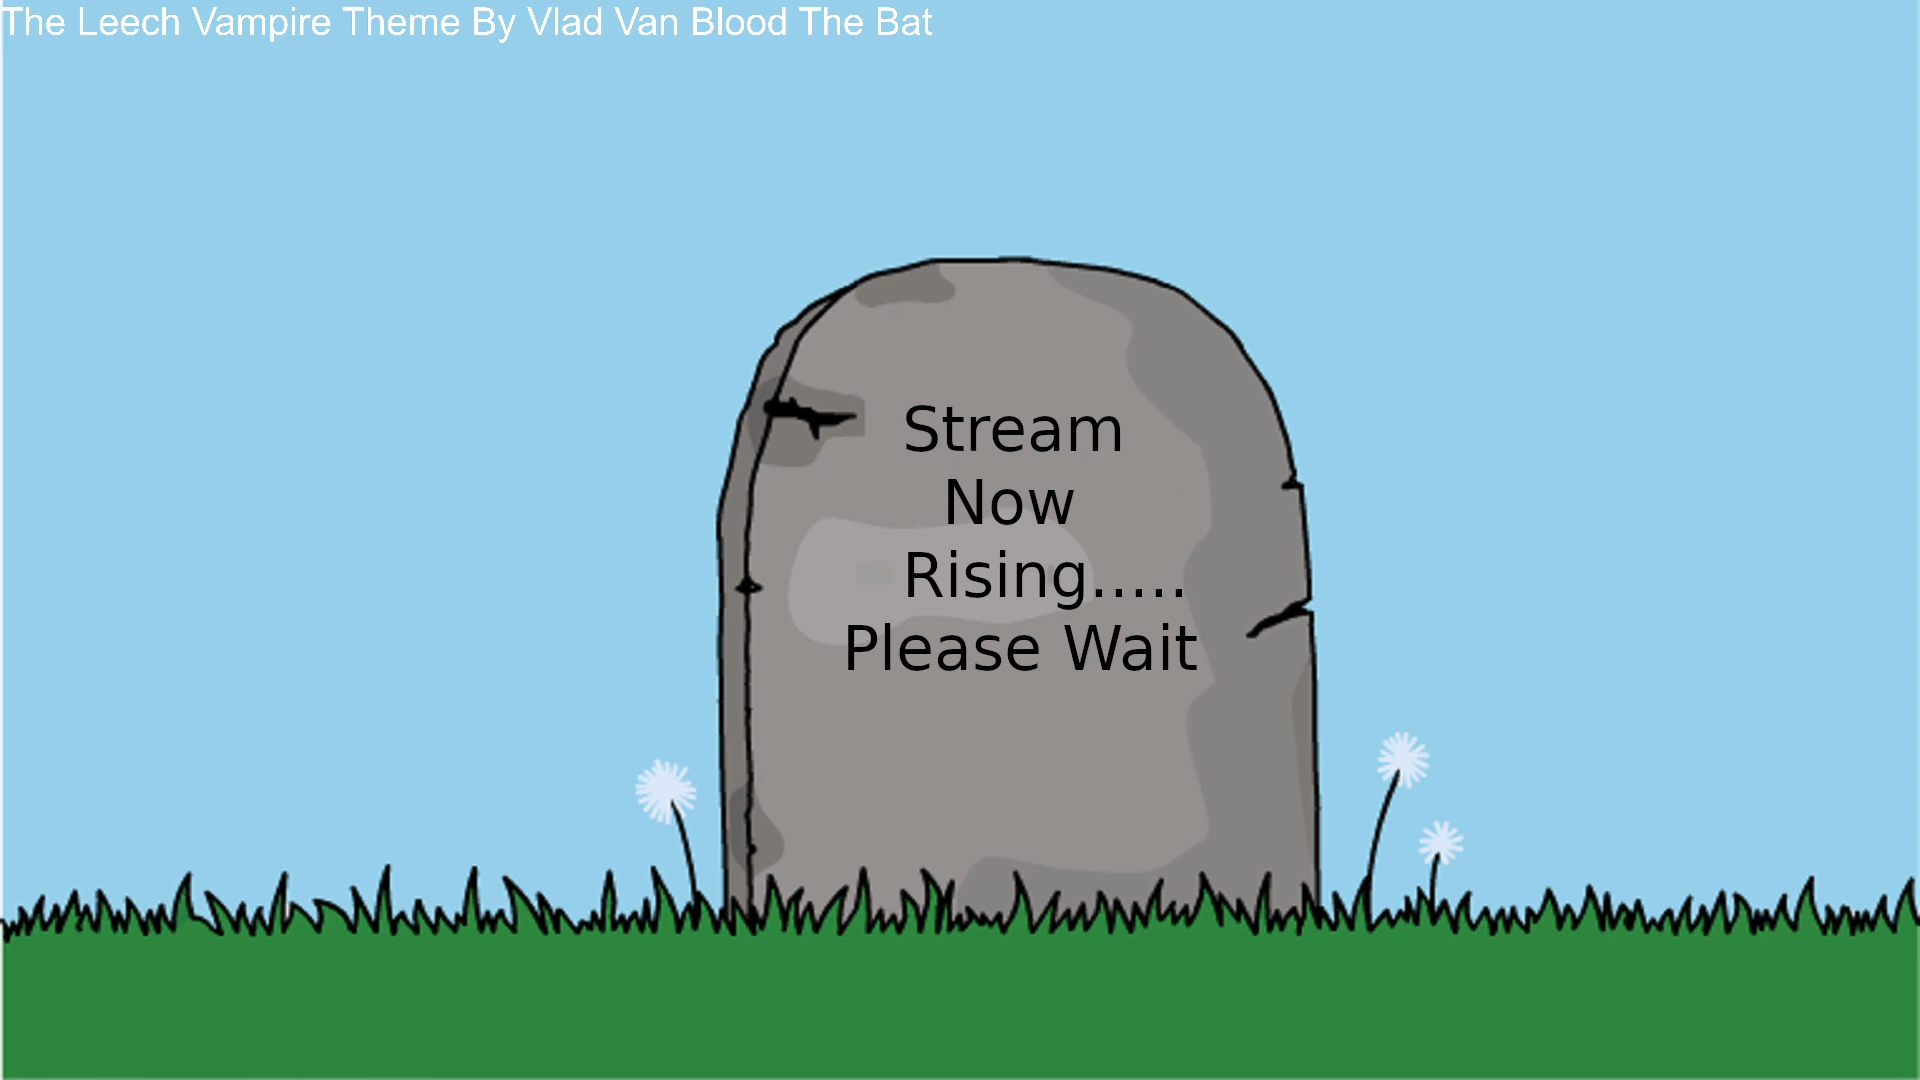 The Leech Vampire Theme By Vlad Van Blood The Bat
Stream
Now
Rising.....
Please Wait